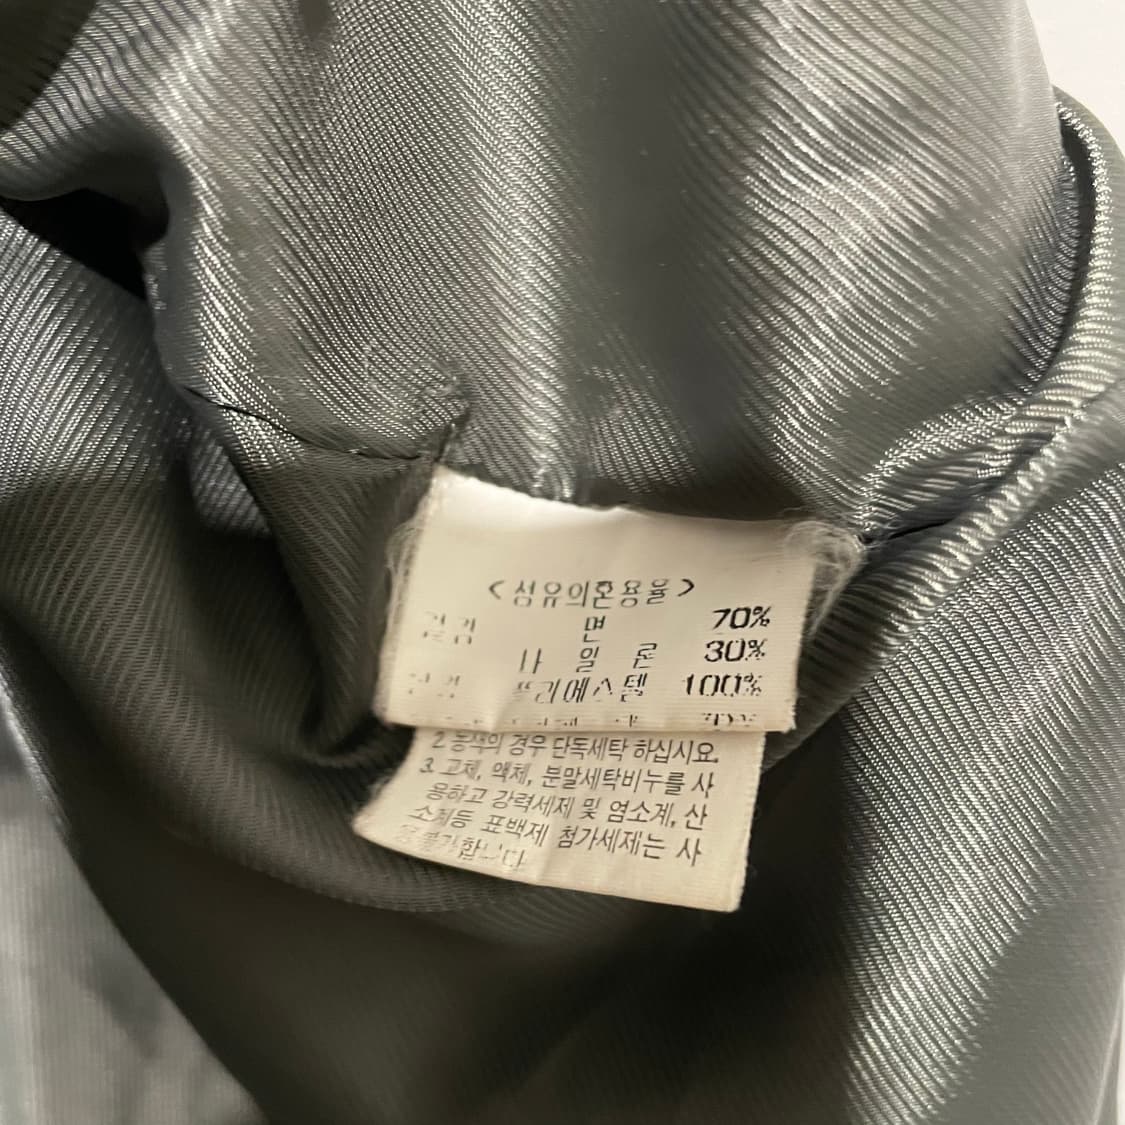 <섬유의혼용율>
겉감 면 70%
나일론 30%
안감 폴리에스텔 100%
2. 농색의 경우 단독세탁 하십시요.
3. 고체, 액체, 분말세탁비누를 사
용하고 강력세제 및 염소계, 산
소계등 표백제 첨가세제는 사
용 불가합니다